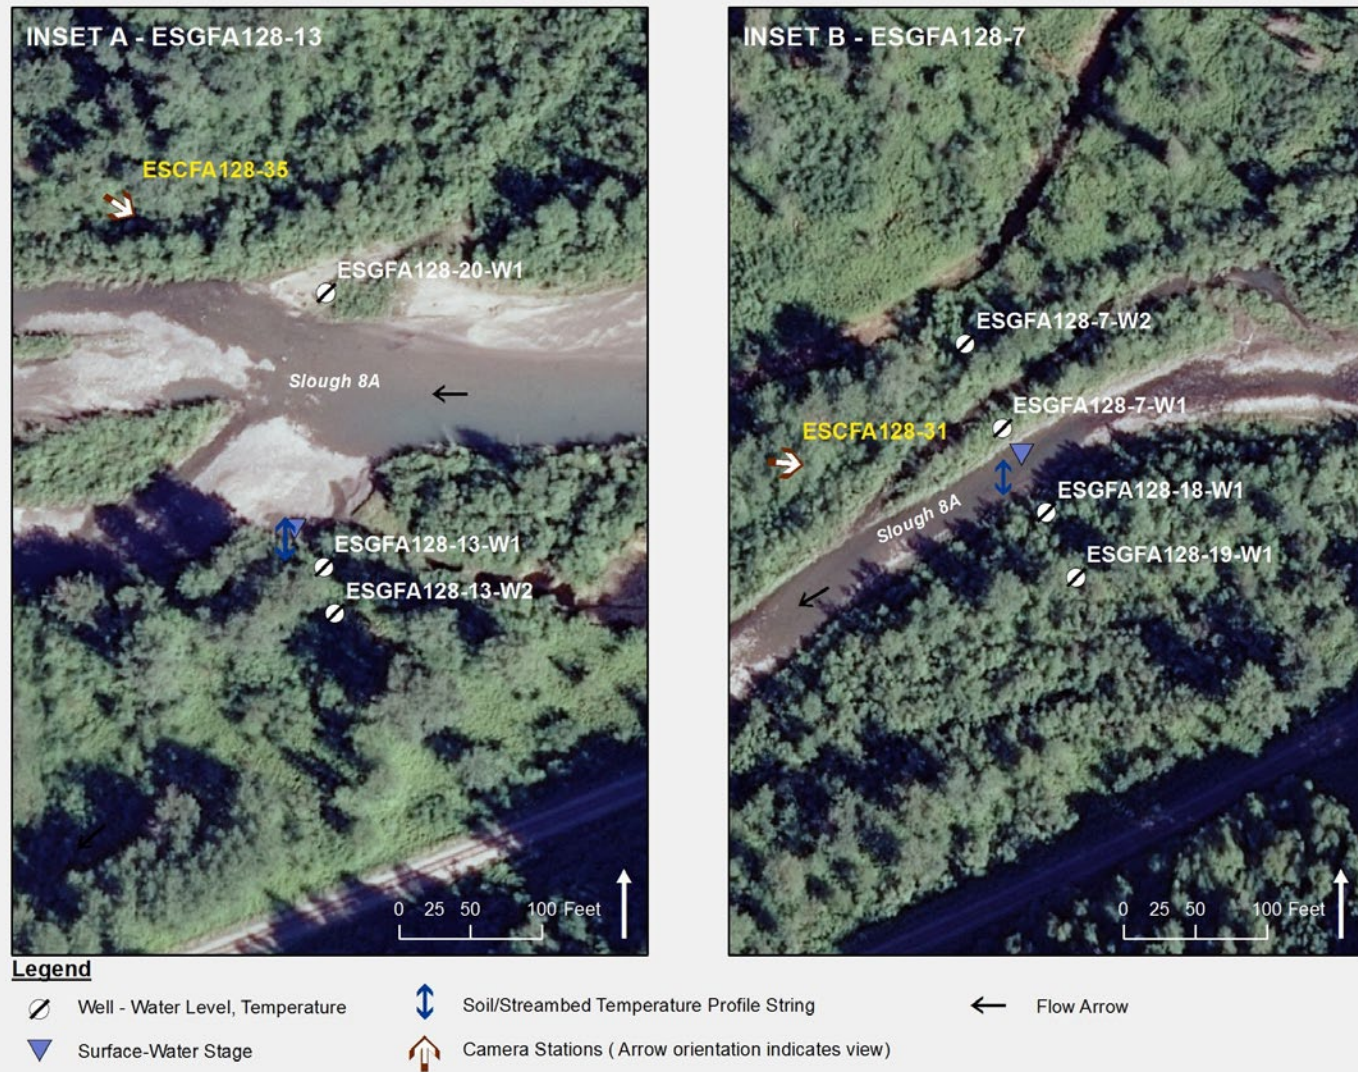 INSET A - ESGFA128-13
ESCFA128-35
ESGFA128-20-W1
Slough 8A
ESGFA128-13-W1
ESGFA128-13-W2
0 25 50 100 Feet
INSET B - ESGFA128-7
ESGFA128-7-W2
ESGFA128-7-W1
ESCFA128-31
ESGFA128-18-W1
Slough 8A
ESGFA128-19-W1
0 25 50 100 Feet
Legend
Well - Water Level, Temperature
Soil/Streambed Temperature Profile String
Flow Arrow
Surface-Water Stage
Camera Stations ( Arrow orientation indicates view)